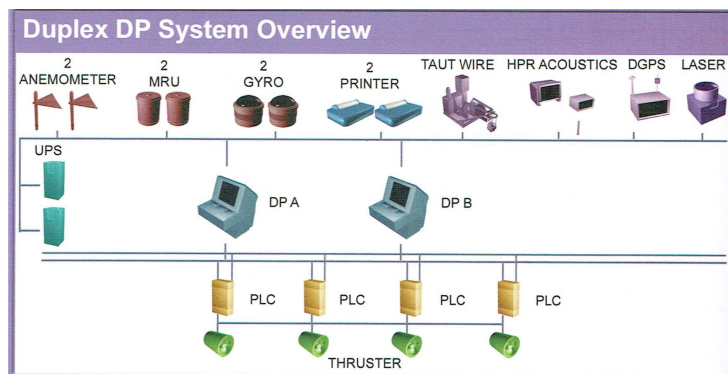 Duplex DP System Overview
2
ANEMOMETER
2
MRU
2
GYRO
2
PRINTER
TAUT WIRE
HPR ACOUSTICS
DGPS
LASER
UPS
DP A
DP B
PLC
PLC
PLC
PLC
THRUSTER